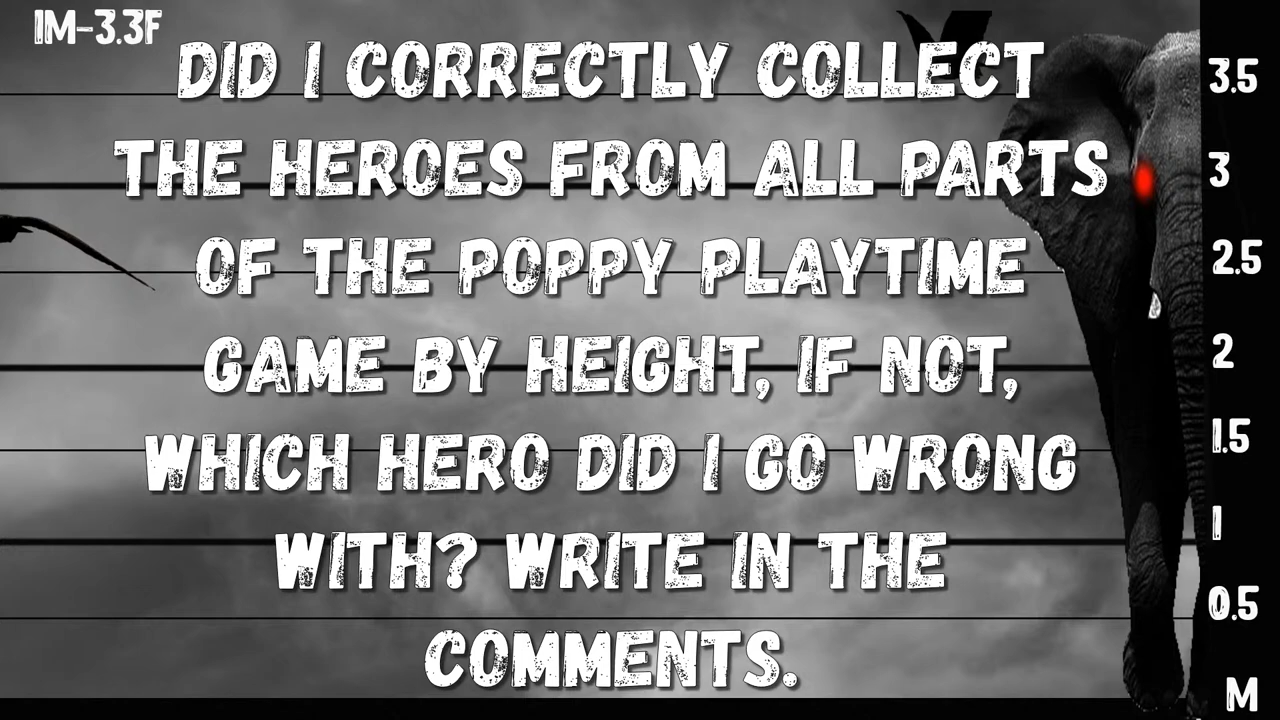 1M-3.3F
DID I CORRECTLY COLLECT
THE HEROES FROM ALL PARTS
OF THE POPPY PLAYTIME
GAME BY HEIGHT, IF NOT,
WHICH HERO DID I GO WRONG
WITH? WRITE IN THE
COMMENTS.
3.5
3
2.5
2
1.5
1
0.5
M